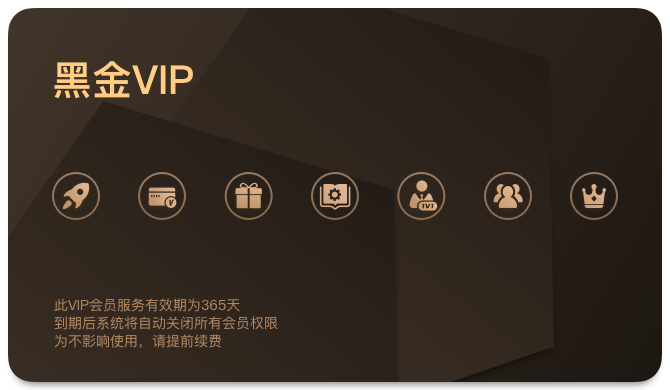 黑金VIP
1V1
此VIP会员服务有效期为365天
到期后系统将自动关闭所有会员权限
为不影响使用，请提前续费